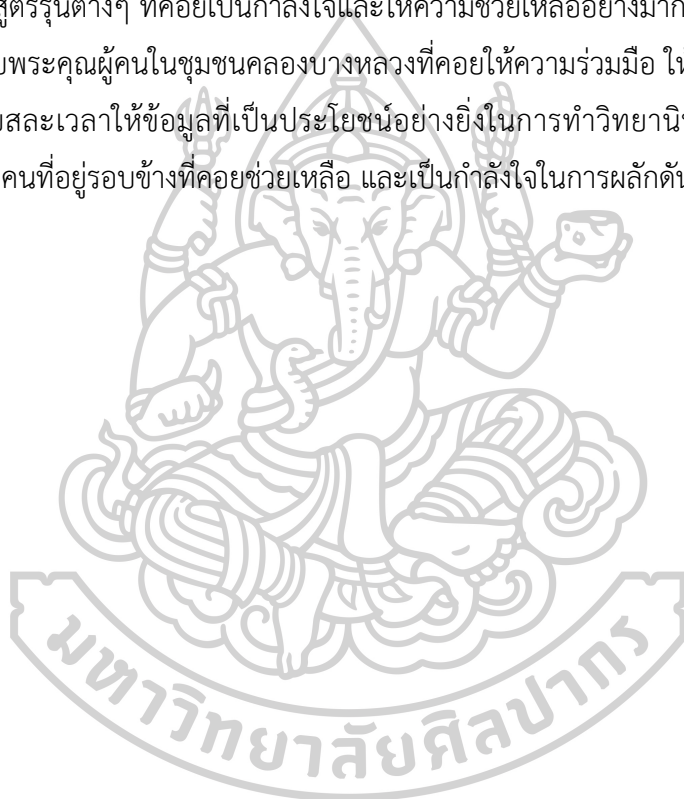 สูตรรุ่นต่างๆ ที่คอยเป็นกำลังใจและให้ความช่วยเหลืออย่างมาก
พระคุณผู้คนในชุมชนคลองบางหลวงที่คอยให้ความร่วมมือ
สละเวลาให้ข้อมูลที่เป็นประโยชน์อย่างยิ่งในการทำวิทยานิ
คนที่อยู่รอบข้างที่คอยช่วยเหลือ และเป็นกำลังใจในการผลักดัน
มหาวิทยาลัยศิลปากร